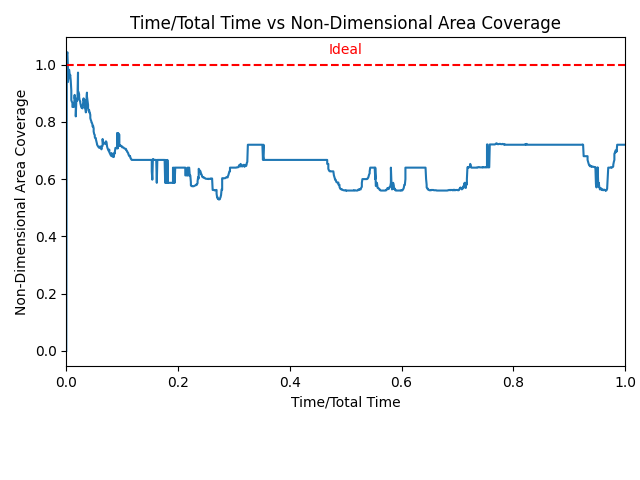 Time/Total Time vs Non-Dimensional Area Coverage
Ideal
Non-Dimensional Area Coverage
1.0
0.8
0.6
0.4
0.2
0.0
0.0 0.2 0.4 0.6 0.8 1.0
Time/Total Time